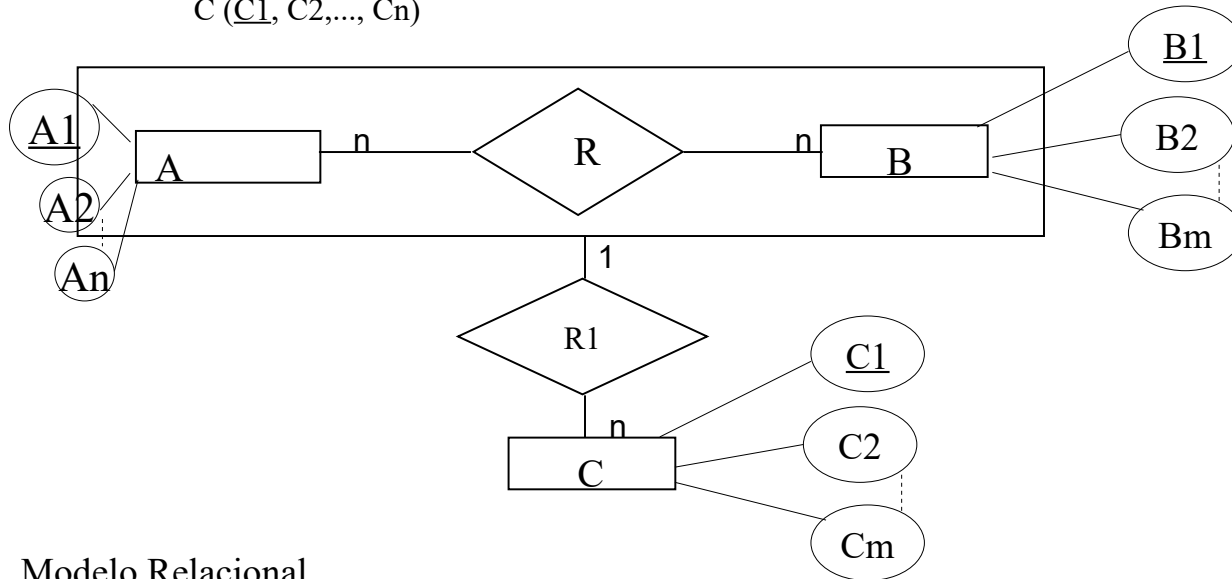 C (C1, C2,..., Cn)
B1
A1
A
n
R
n
B
B2
A2
Bm
An
1
R1
C1
n
C2
C
Cm
Modelo Relacional